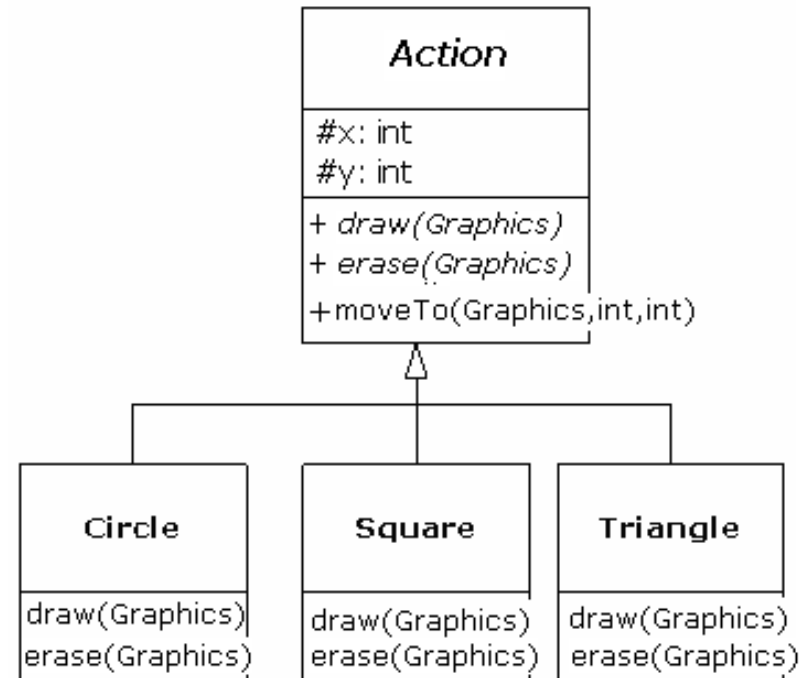 Action
#x: int
#y: int
+ draw(Graphics)
+ erase(Graphics)
+moveTo(Graphics,int,int)
Circle
draw(Graphics)
erase(Graphics)
Square
draw(Graphics)
erase(Graphics)
Triangle
draw(Graphics)
erase(Graphics)